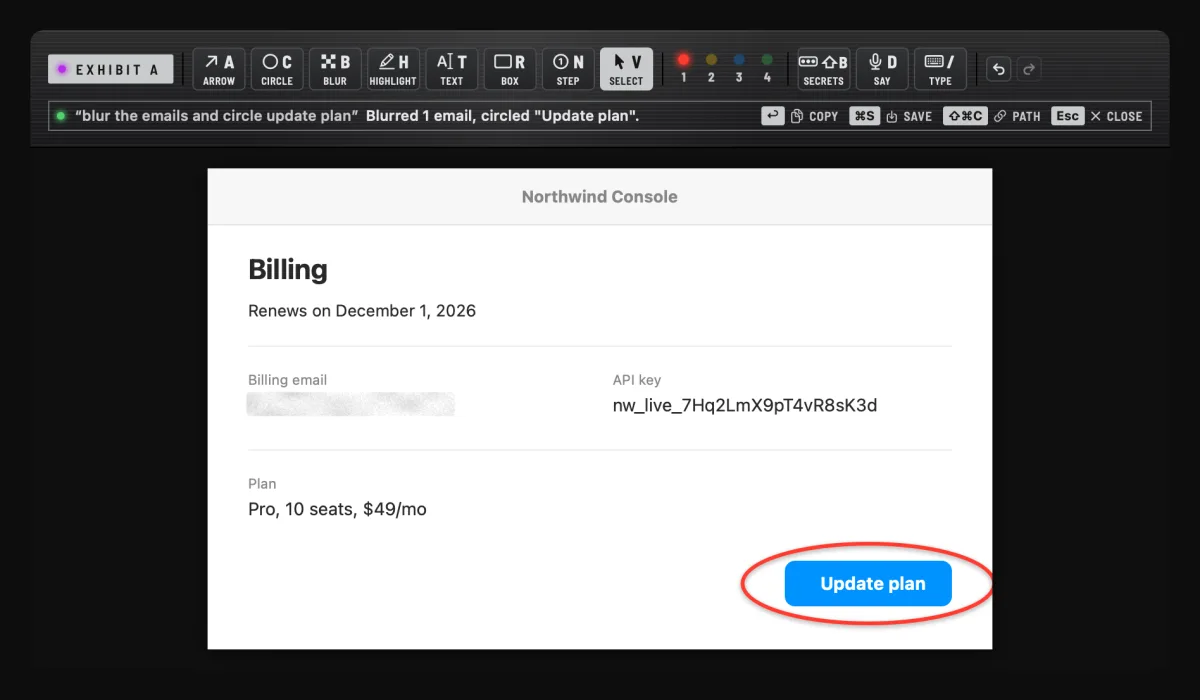 EXHIBIT A
A ARROW
C CIRCLE
B BLUR
H HIGHLIGHT
T TEXT
R BOX
N STEP
V SELECT
1 2 3 4
⇧B SECRETS
D SAY
/ TYPE
“blur the emails and circle update plan” Blurred 1 email, circled "Update plan".
↩ COPY ⌘S SAVE ⇧⌘C PATH Esc CLOSE
Northwind Console
Billing
Renews on December 1, 2026
Billing email
API key
nw_live_7Hq2LmX9pT4vR8sK3d
Plan
Pro, 10 seats, $49/mo
Update plan